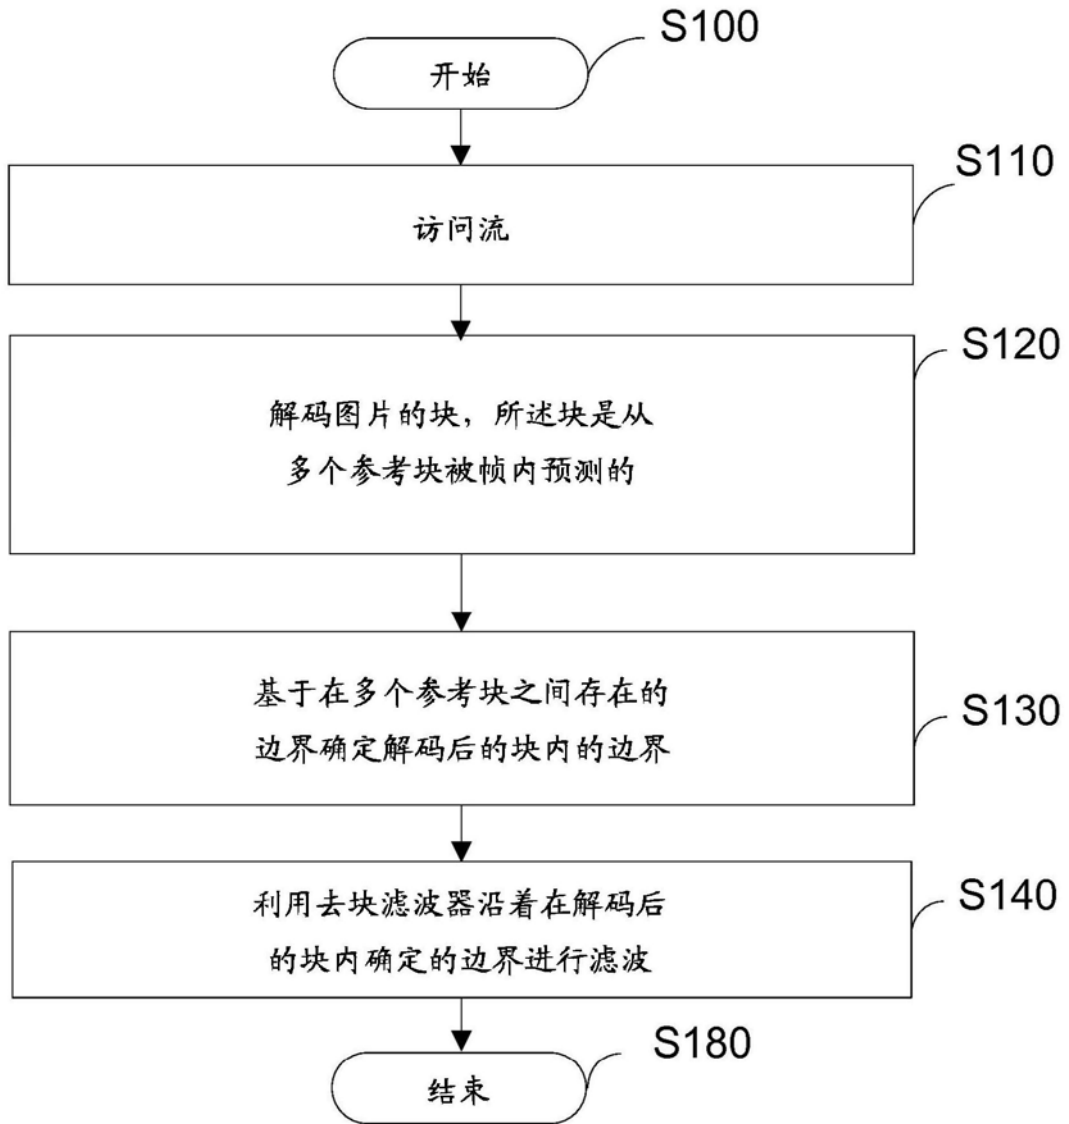 S100
开始
S110
访问流
S120
解码图片的块，所述块是从
多个参考块被帧内预测的
S130
基于在多个参考块之间存在的
边界确定解码后的块内的边界
S140
利用去块滤波器沿着在解码后
的块内确定的边界进行滤波
S180
结束